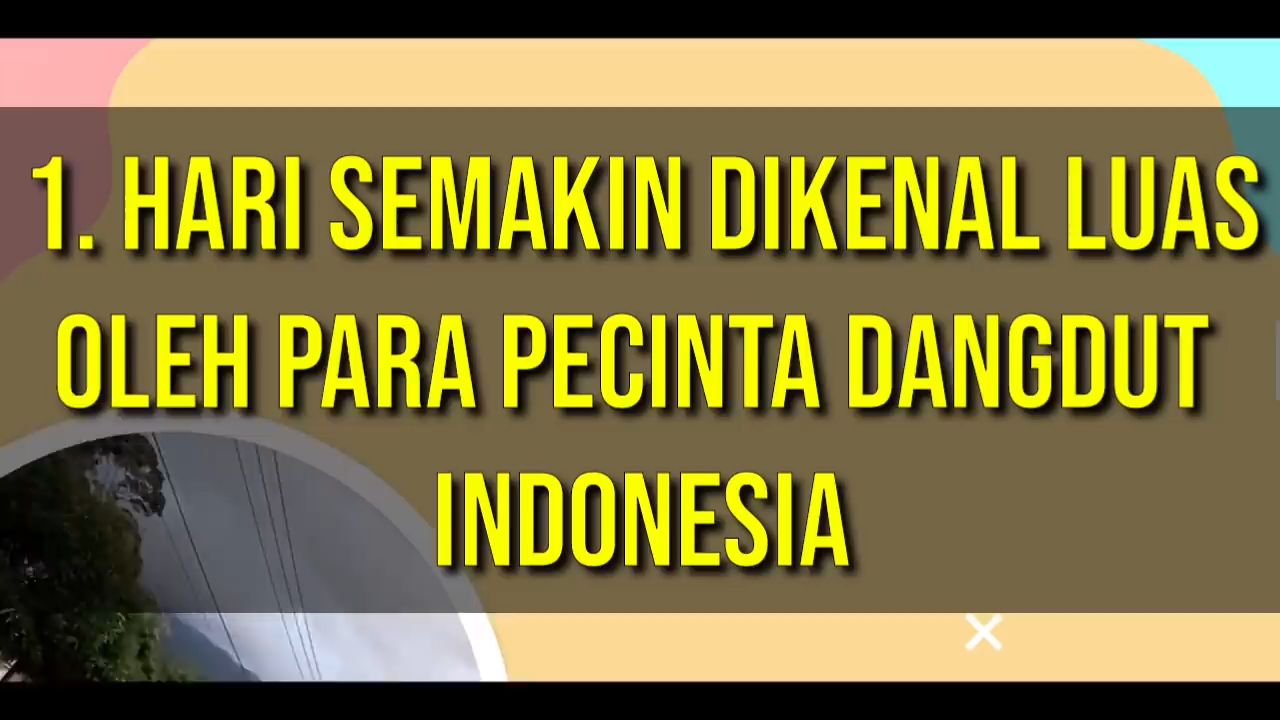 1. HARI SEMAKIN DIKENAL LUAS
OLEH PARA PECINTA DANGDUT
INDONESIA